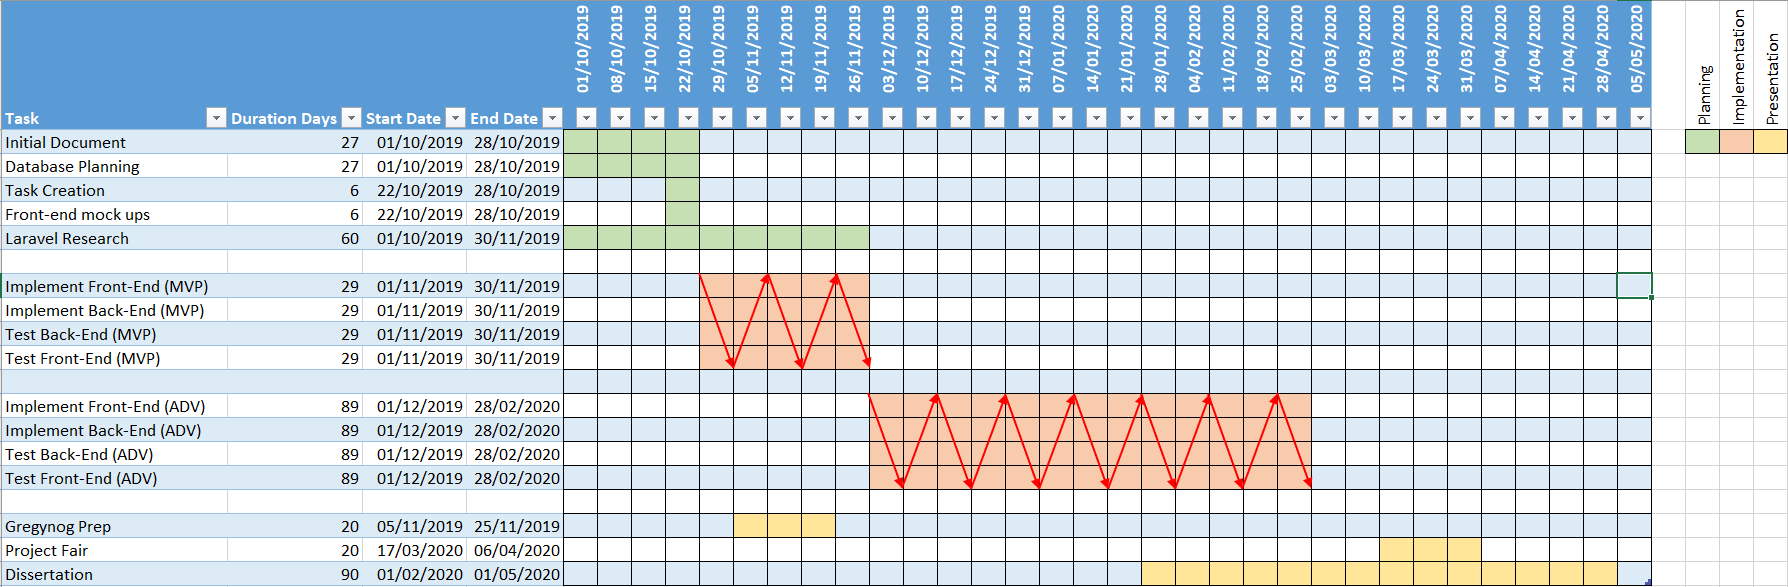 01/10/2019 08/10/2019 15/10/2019 22/10/2019 29/10/2019 05/11/2019 12/11/2019 19/11/2019 26/11/2019 03/12/2019 10/12/2019 17/12/2019 24/12/2019 31/12/2019 07/01/2020 14/01/2020 21/01/2020 28/01/2020 04/02/2020 11/02/2020 18/02/2020 25/02/2020 03/03/2020 10/03/2020 17/03/2020 24/03/2020 31/03/2020 07/04/2020 14/04/2020 21/04/2020 28/04/2020 05/05/2020
Planning Implementation Presentation
Task Duration Days Start Date End Date
Initial Document 27 01/10/2019 28/10/2019
Database Planning 27 01/10/2019 28/10/2019
Task Creation 6 22/10/2019 28/10/2019
Front-end mock ups 6 22/10/2019 28/10/2019
Laravel Research 60 01/10/2019 30/11/2019
Implement Front-End (MVP) 29 01/11/2019 30/11/2019
Implement Back-End (MVP) 29 01/11/2019 30/11/2019
Test Back-End (MVP) 29 01/11/2019 30/11/2019
Test Front-End (MVP) 29 01/11/2019 30/11/2019
Implement Front-End (ADV) 89 01/12/2019 28/02/2020
Implement Back-End (ADV) 89 01/12/2019 28/02/2020
Test Back-End (ADV) 89 01/12/2019 28/02/2020
Test Front-End (ADV) 89 01/12/2019 28/02/2020
Gregynog Prep 20 05/11/2019 25/11/2019
Project Fair 20 17/03/2020 06/04/2020
Dissertation 90 01/02/2020 01/05/2020